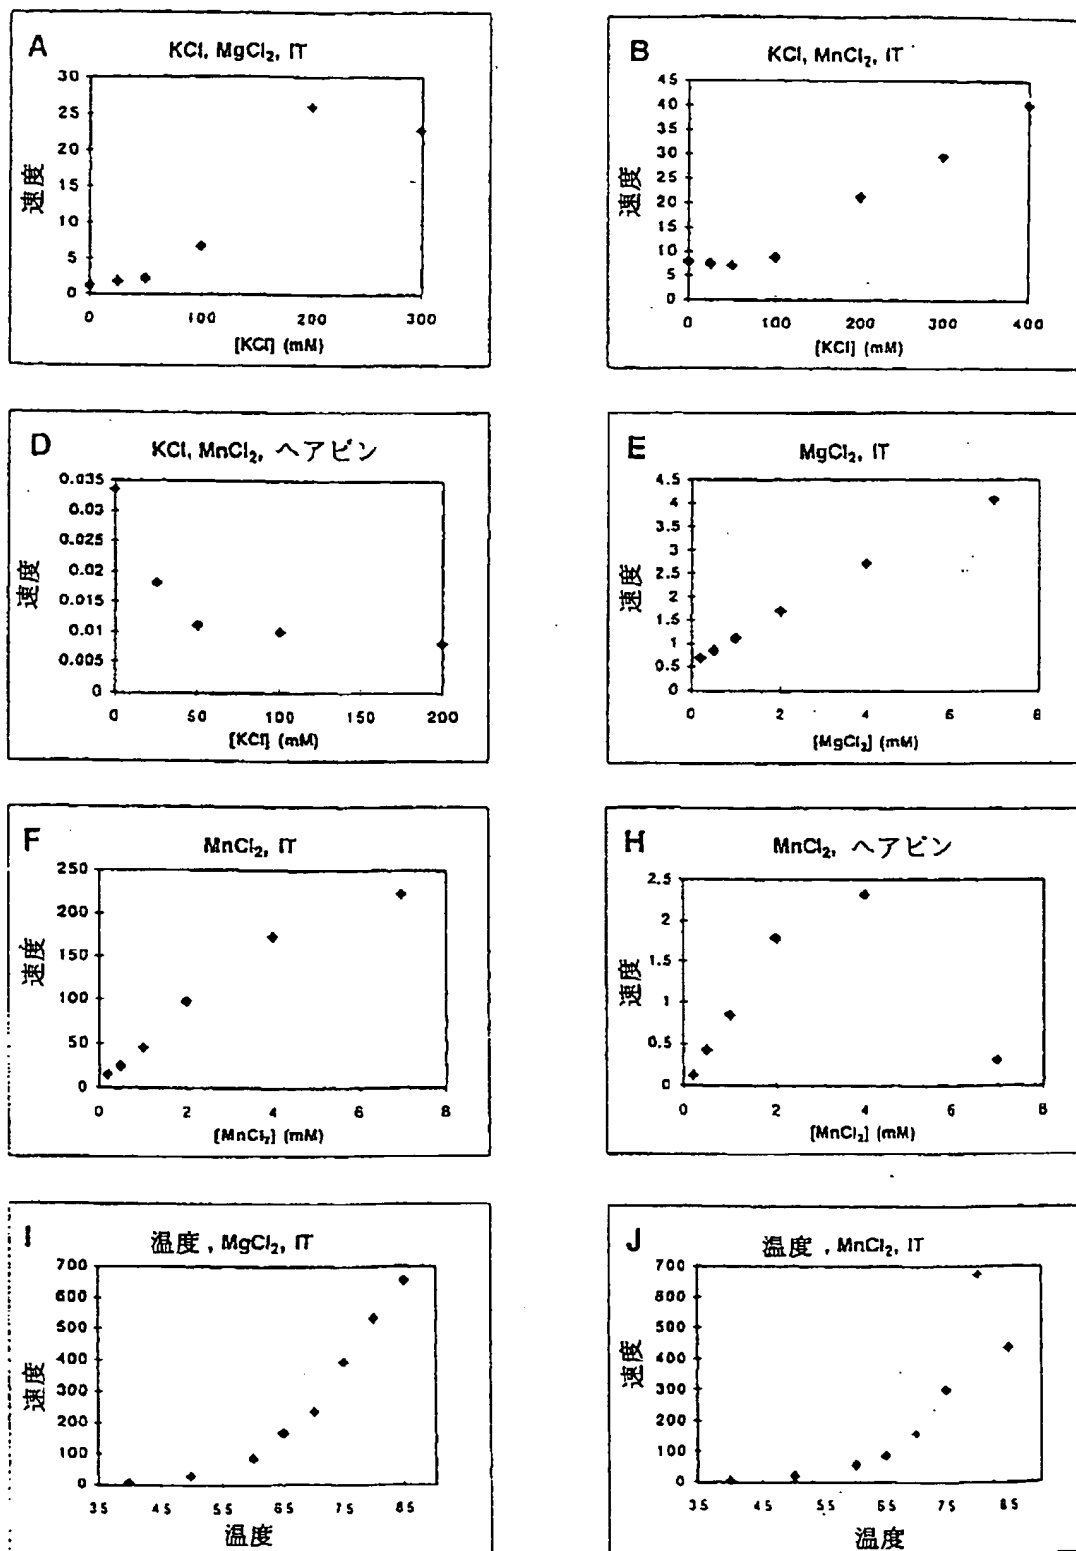 A
KCl, MgCl₂, IT
30
25
20
15
10
5
0
速度
0 100 200 300
[KCl] (mM)
B
KCl, MnCl₂, IT
45
40
35
30
25
20
15
10
5
0
速度
0 100 200 300 400
[KCl] (mM)
D
KCl, MnCl₂, ヘアピン
0.035
0.03
0.025
0.02
0.015
0.01
0.005
0
速度
0 50 100 150 200
[KCl] (mM)
E
MgCl₂, IT
4.5
4
3.5
3
2.5
2
1.5
1
0.5
0
速度
0 2 4 6 8
[MgCl₂] (mM)
F
MnCl₂, IT
250
200
150
100
50
0
速度
0 2 4 6 8
[MnCl₂] (mM)
H
MnCl₂, ヘアピン
2.5
2
1.5
1
0.5
0
速度
0 2 4 6 8
[MnCl₂] (mM)
I
温度, MgCl₂, IT
700
600
500
400
300
200
100
0
速度
35 45 55 65 75 85
温度
J
温度, MnCl₂, IT
700
600
500
400
300
200
100
0
速度
35 45 55 65 75 85
温度